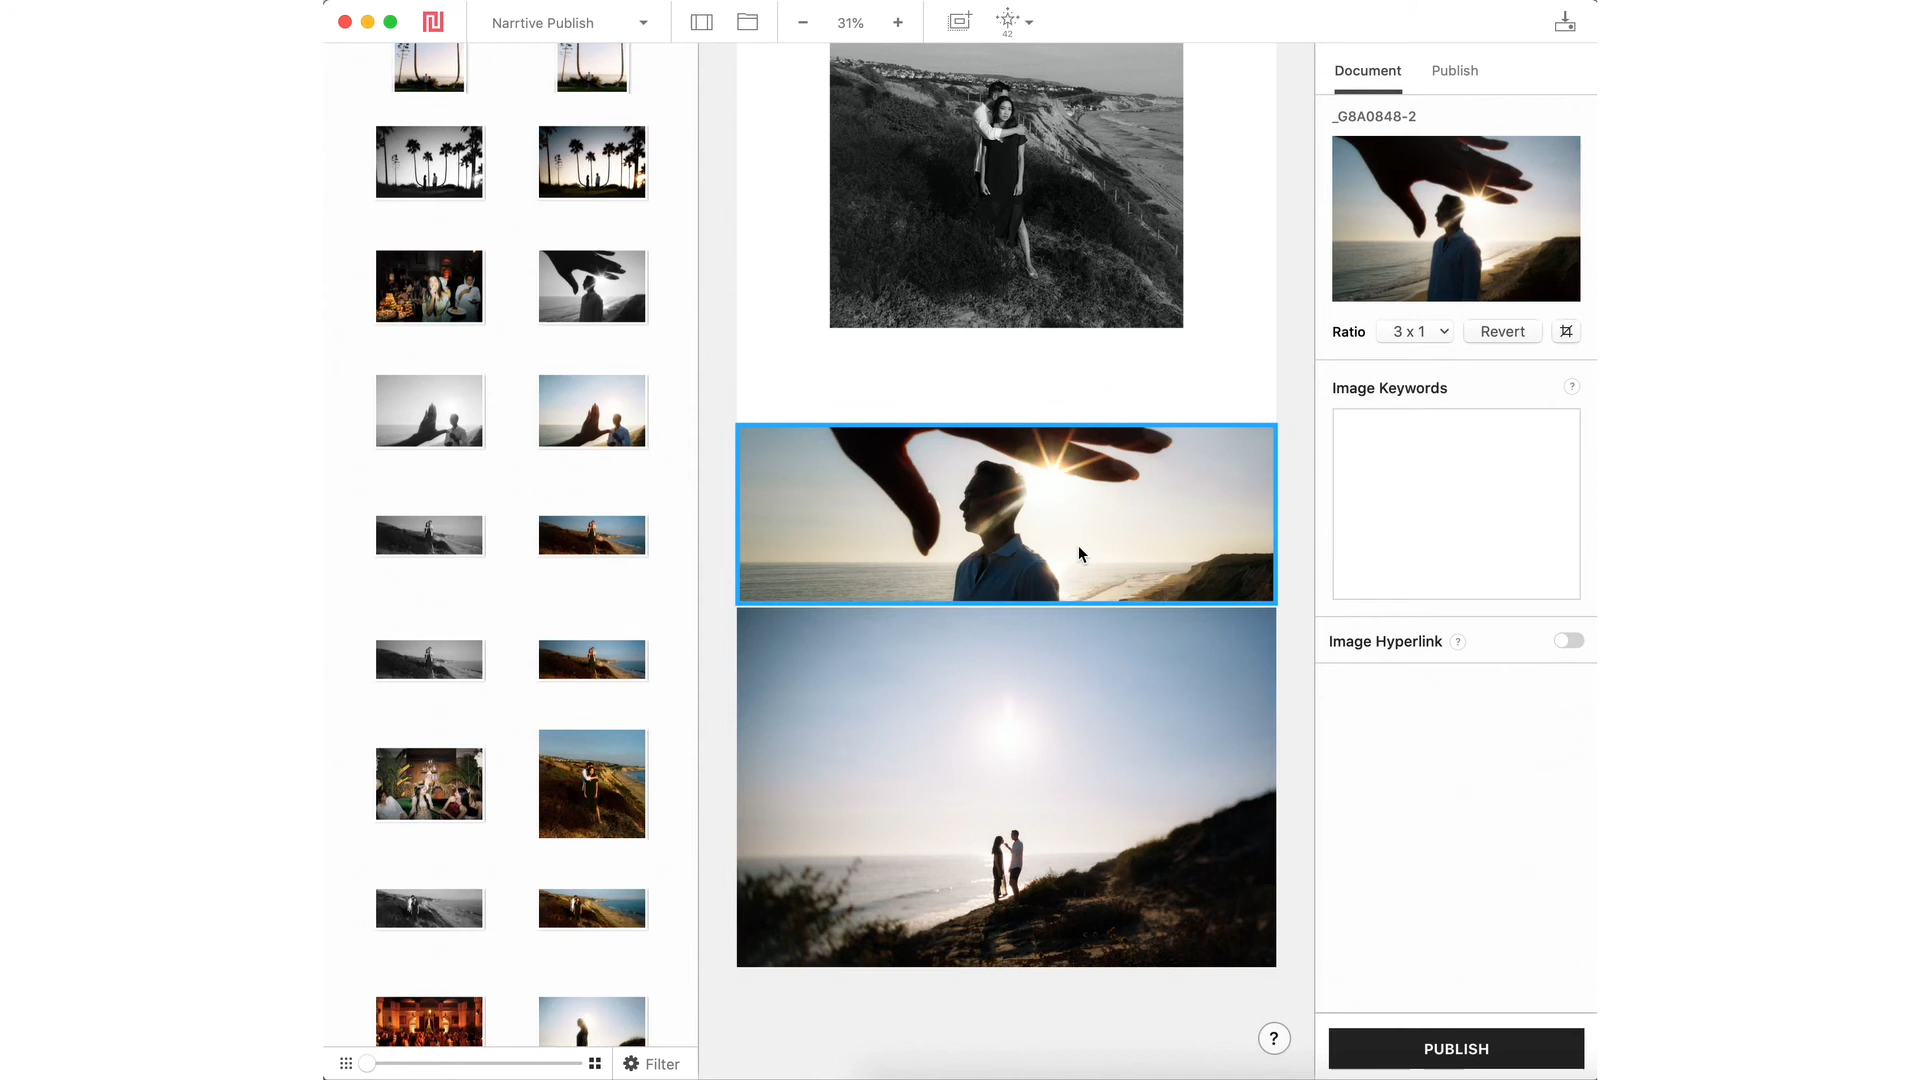 Narrtive Publish
31%
42
Document
Publish
_G8A0848-2
Ratio
3 x 1
Revert
Image Keywords
?
Image Hyperlink
?
?
PUBLISH
Filter